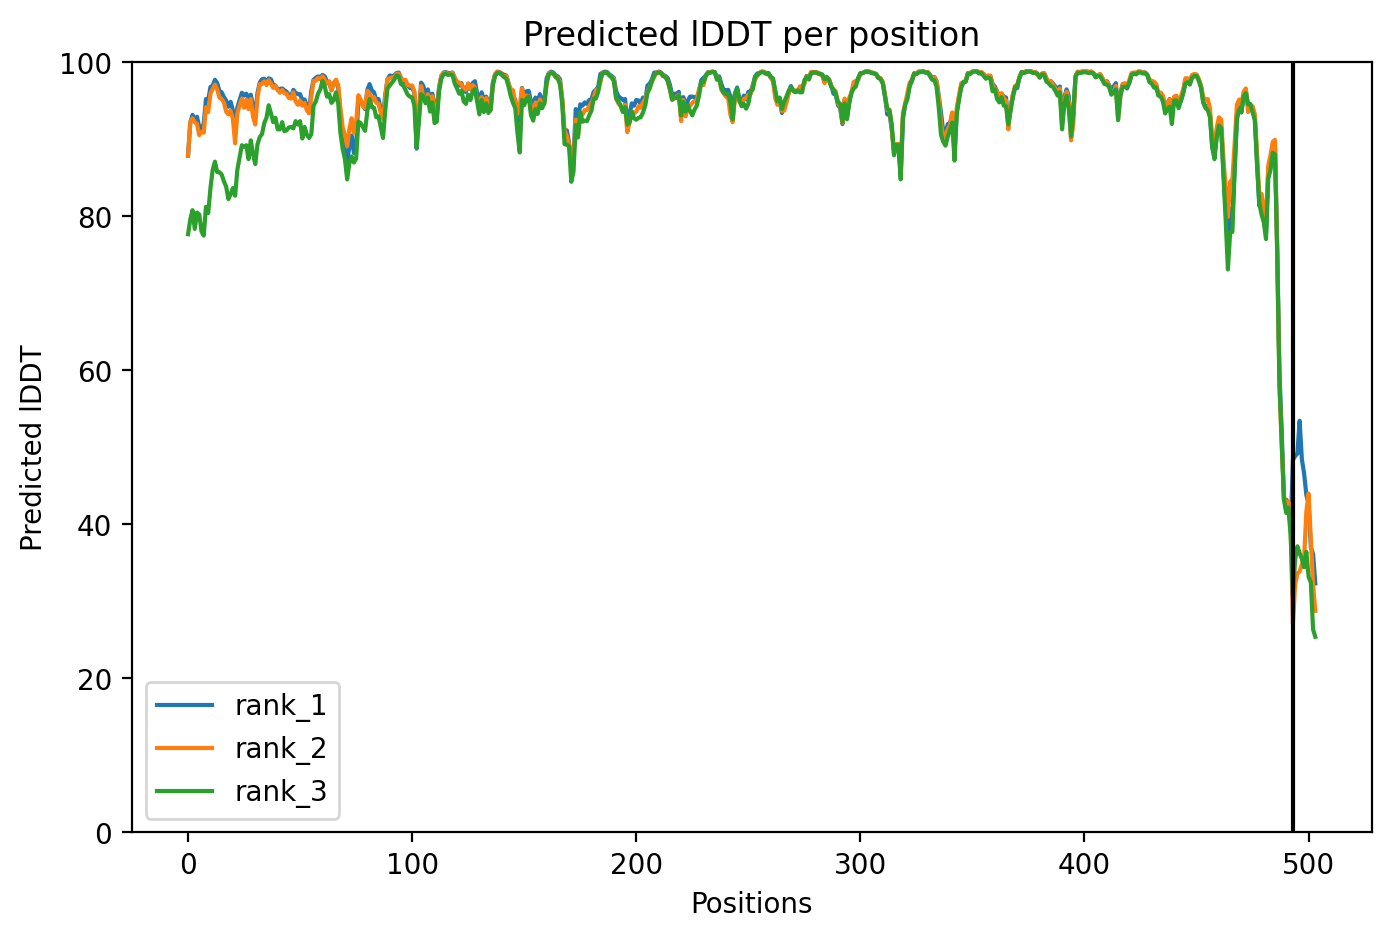 Predicted lDDT per position
100
80
60
40
20
0
Predicted lDDT
rank_1
rank_2
rank_3
0 100 200 300 400 500
Positions